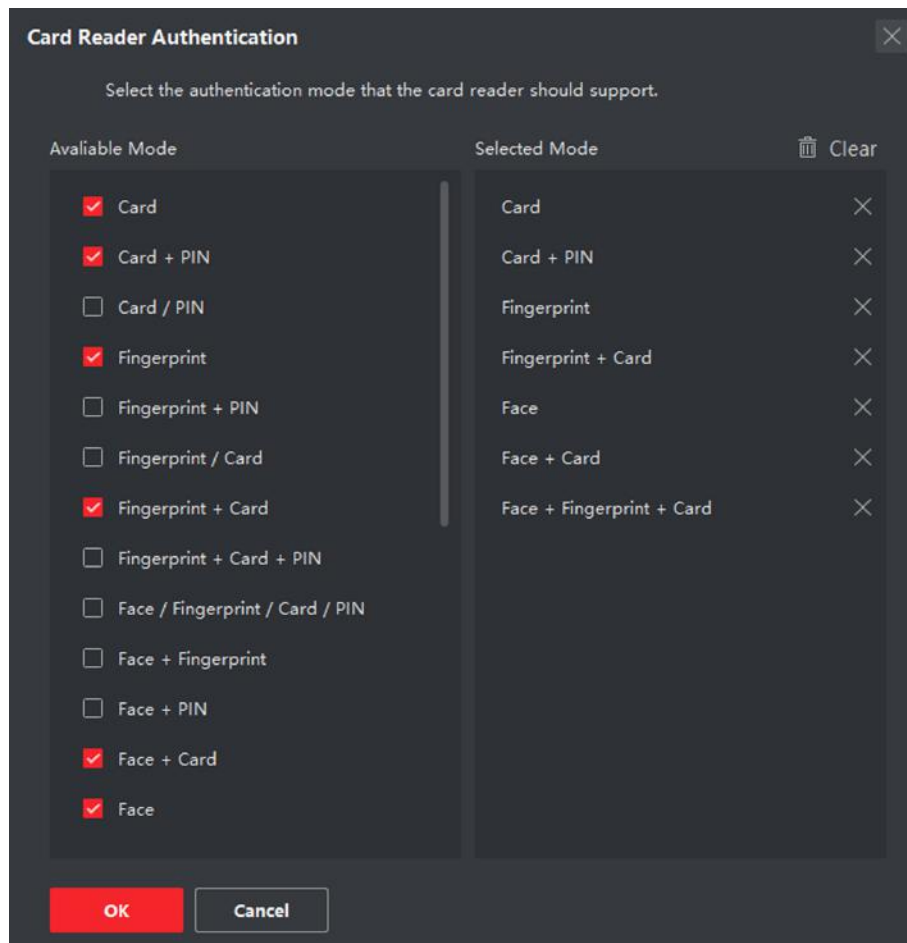 Card Reader Authentication
Select the authentication mode that the card reader should support.
Avaliable Mode
Card
Card + PIN
Card / PIN
Fingerprint
Fingerprint + PIN
Fingerprint / Card
Fingerprint + Card
Fingerprint + Card + PIN
Face / Fingerprint / Card / PIN
Face + Fingerprint
Face + PIN
Face + Card
Face
Selected Mode
Clear
Card
Card + PIN
Fingerprint
Fingerprint + Card
Face
Face + Card
Face + Fingerprint + Card
OK
Cancel